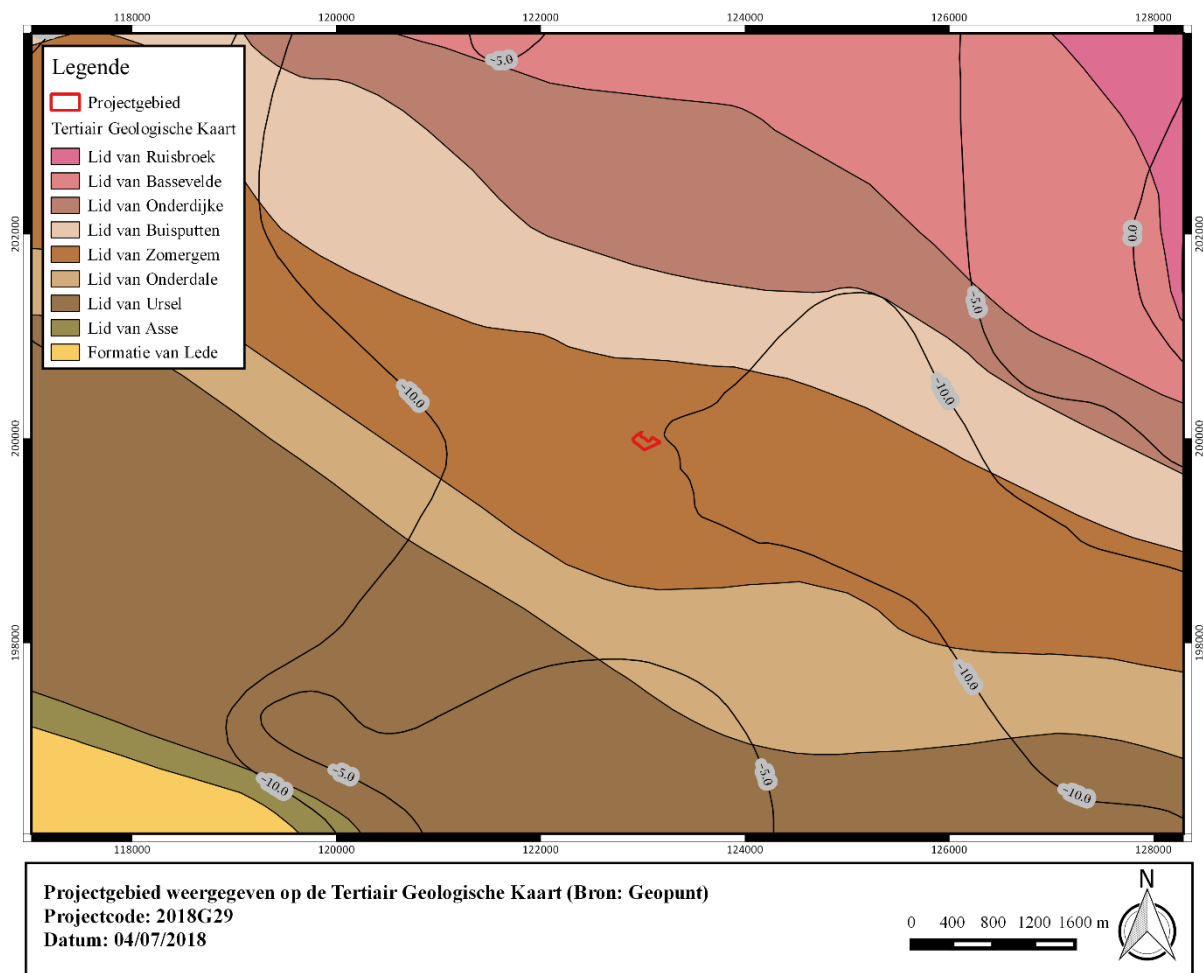 118000 120000 122000 124000 126000 128000
Legende
Projectgebied
Tertiair Geologische Kaart
Lid van Ruisbroek
Lid van Bassevelde
Lid van Onderdijke
Lid van Buisputten
Lid van Zomergem
Lid van Onderdale
Lid van Ursel
Lid van Asse
Formatie van Lede
-5.0
202000
0.0
202000
-5.0
-10.0
-10.0
200000
200000
198000
198000
-10.0
-10.0
-5.0
-5.0
-10.0
118000 120000 122000 124000 126000 128000
Projectgebied weergegeven op de Tertiair Geologische Kaart (Bron: Geopunt)
Projectcode: 2018G29
Datum: 04/07/2018
0 400 800 1200 1600 m
N